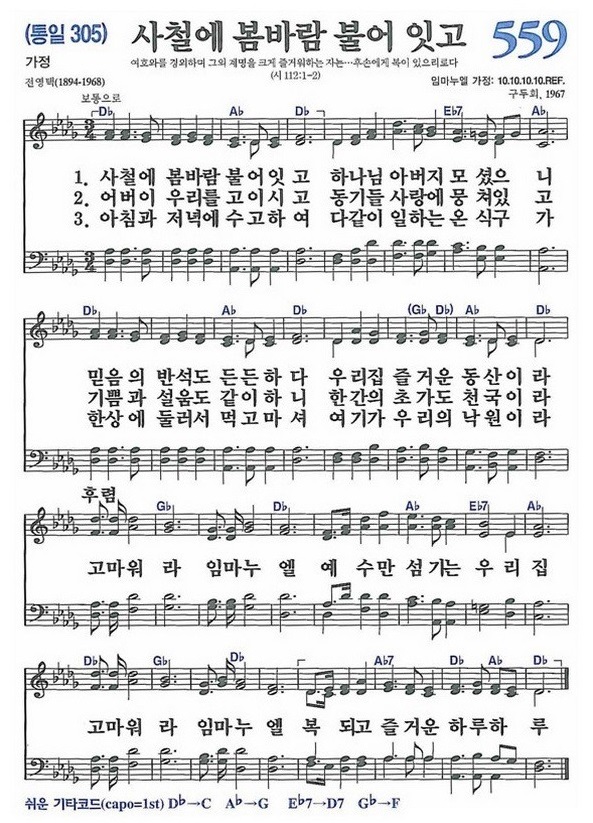 (통일 305)
사철에 봄바람 불어 잇고
559
가정
여호와를 경외하며 그의 계명을 크게 즐거워하는 자는…후손에게 복이 있으리로다
(시 112:1-2)
전영택(1894-1968)
임마누엘 가정: 10.10.10.10.REF.
구두회, 1967
보통으로
Db Ab Db Eb7 Ab
3/4
1. 사철에 봄바람 불어잇 고 하나님 아버지 모 셨으 니
2. 어버이 우리를 고이시 고 동기들 사랑에 뭉 쳐있 고
3. 아침과 저녁에 수고하 여 다같이 일하는 온 식구 가
3/4
Db Ab Db (Gb Db) Ab Db
믿음의 반석도 든든하 다 우리집 즐거운 동산이 라
기쁨과 설움도 같이하 니 한간의 초가도 천국이 라
한상에 둘러서 먹고마 셔 여기가 우리의 낙원이 라
후렴
Gb Db Ab Eb7 Ab
고마워 라 임마누 엘 예 수만 섬기는 우 리 집
Db Gb Db Ab7 Db Ab Db
고마워 라 임마누 엘 복 되고 즐거운 하루하 루
쉬운 기타코드(capo=1st) Db→C Ab→G Eb7→D7 Gb→F